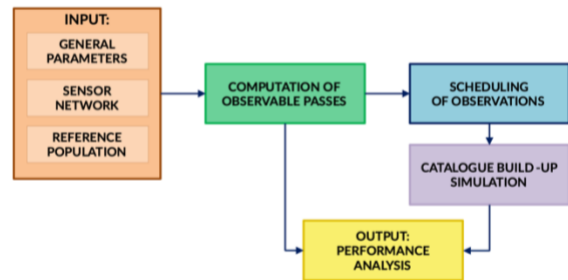 INPUT:
GENERAL
PARAMETERS
SENSOR
NETWORK
REFERENCE
POPULATION
COMPUTATION OF
OBSERVABLE PASSES
SCHEDULING
OF OBSERVATIONS
CATALOGUE BUILD -UP
SIMULATION
OUTPUT:
PERFORMANCE
ANALYSIS